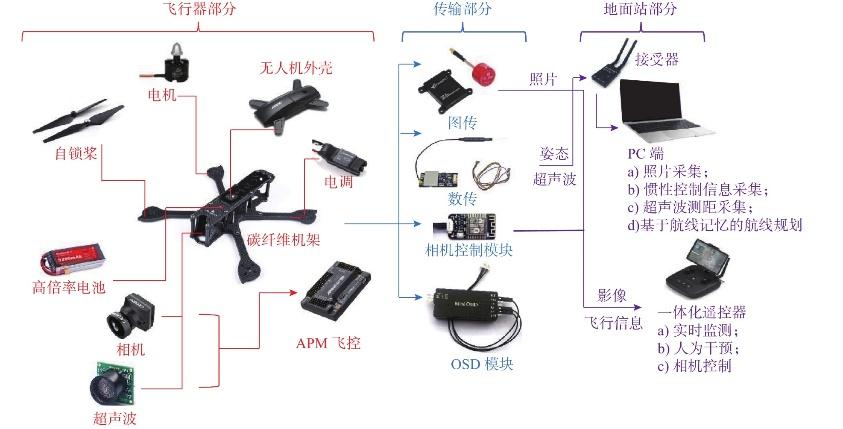 飞行器部分
传输部分
地面站部分
电机
无人机外壳
自锁桨
电调
碳纤维机架
高倍率电池
相机
超声波
APM 飞控
图传
数传
相机控制模块
OSD 模块
照片
姿态
超声波
影像
飞行信息
接受器
PC 端
a) 照片采集；
b) 惯性控制信息采集；
c) 超声波测距采集；
d)基于航线记忆的航线规划
一体化遥控器
a) 实时监测；
b) 人为干预；
c) 相机控制